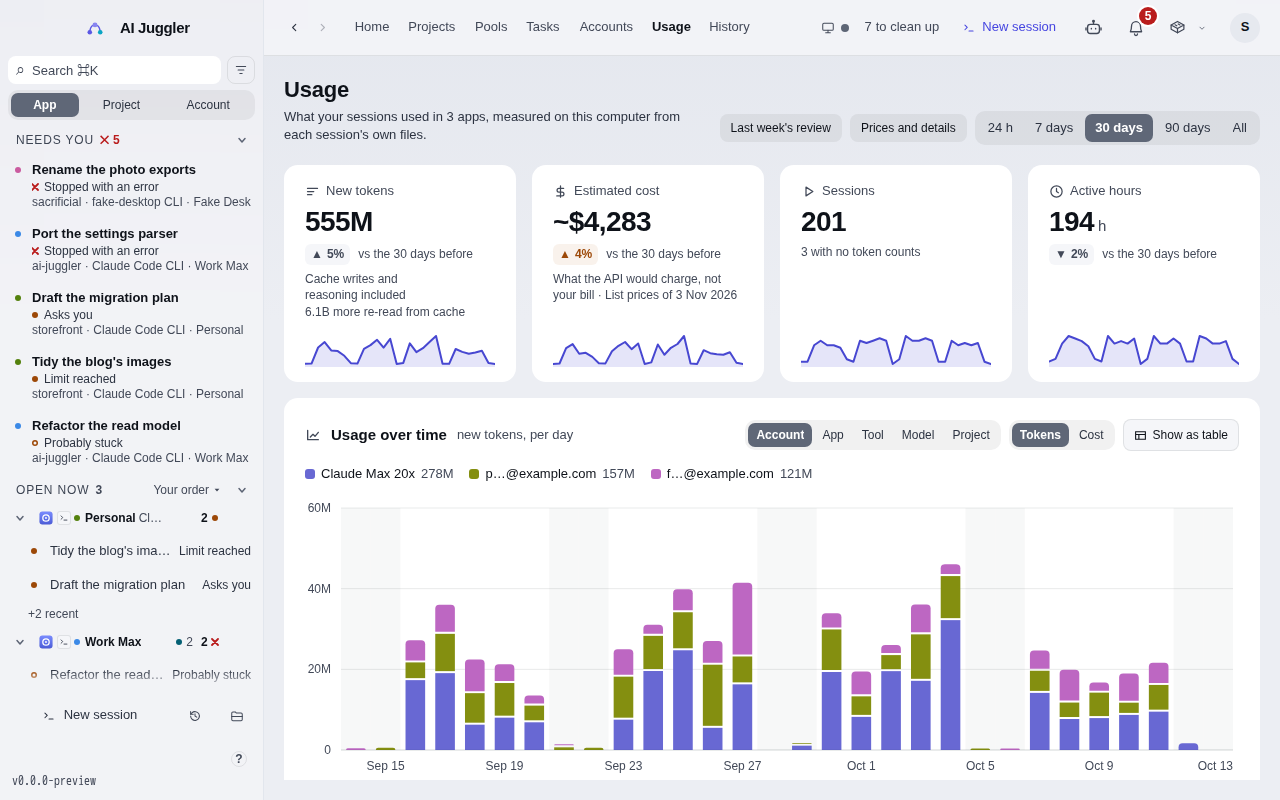 AI Juggler
Search ⌘K
App Project Account
NEEDS YOU 5
Rename the photo exports
Stopped with an error
sacrificial · fake-desktop CLI · Fake Desk
Port the settings parser
Stopped with an error
ai-juggler · Claude Code CLI · Work Max
Draft the migration plan
Asks you
storefront · Claude Code CLI · Personal
Tidy the blog's images
Limit reached
storefront · Claude Code CLI · Personal
Refactor the read model
Probably stuck
ai-juggler · Claude Code CLI · Work Max
OPEN NOW 3 Your order
Personal Cl… 2
Tidy the blog's ima… Limit reached
Draft the migration plan Asks you
+2 recent
Work Max 2 2
Refactor the read… Probably stuck
New session
?
v0.0.0-preview
Home Projects Pools Tasks Accounts Usage History 7 to clean up New session 5 S
Usage
What your sessions used in 3 apps, measured on this computer from
each session's own files.
Last week's review Prices and details 24 h 7 days 30 days 90 days All
New tokens
555M
▲ 5% vs the 30 days before
Cache writes and
reasoning included
6.1B more re-read from cache
Estimated cost
~$4,283
▲ 4% vs the 30 days before
What the API would charge, not
your bill · List prices of 3 Nov 2026
Sessions
201
3 with no token counts
Active hours
194 h
▼ 2% vs the 30 days before
Usage over time new tokens, per day
Account App Tool Model Project Tokens Cost Show as table
Claude Max 20x 278M p…@example.com 157M f…@example.com 121M
60M
40M
20M
0
Sep 15 Sep 19 Sep 23 Sep 27 Oct 1 Oct 5 Oct 9 Oct 13